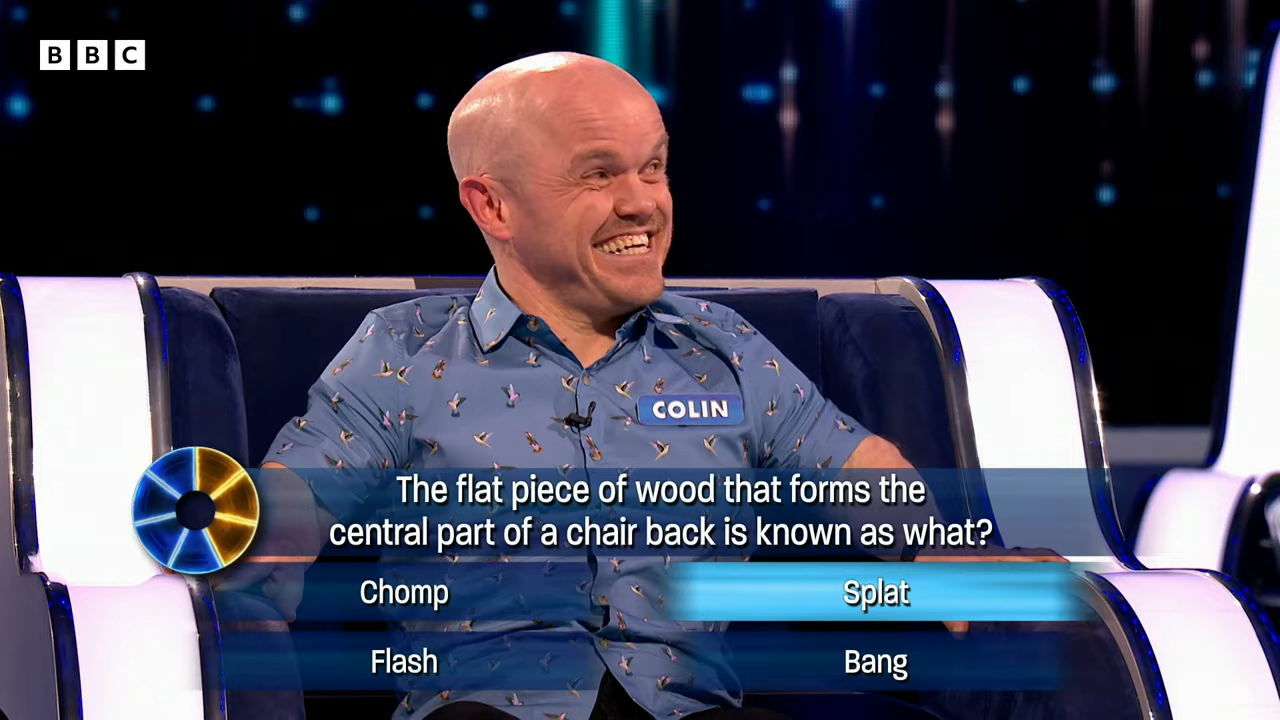 BBC
COLIN
The flat piece of wood that forms the
central part of a chair back is known as what?
Chomp
Splat
Flash
Bang